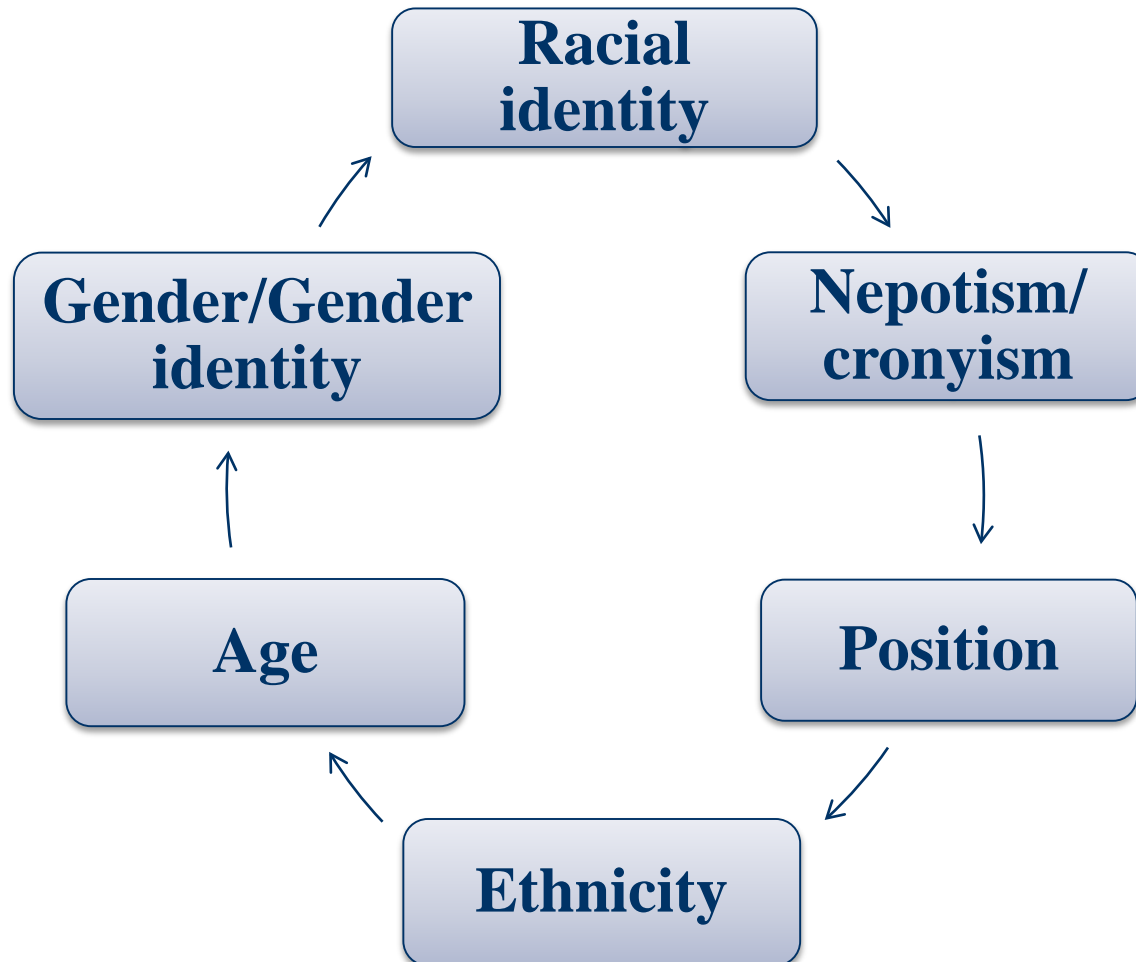 Racial
identity
Nepotism/
cronyism
Position
Ethnicity
Age
Gender/Gender
identity